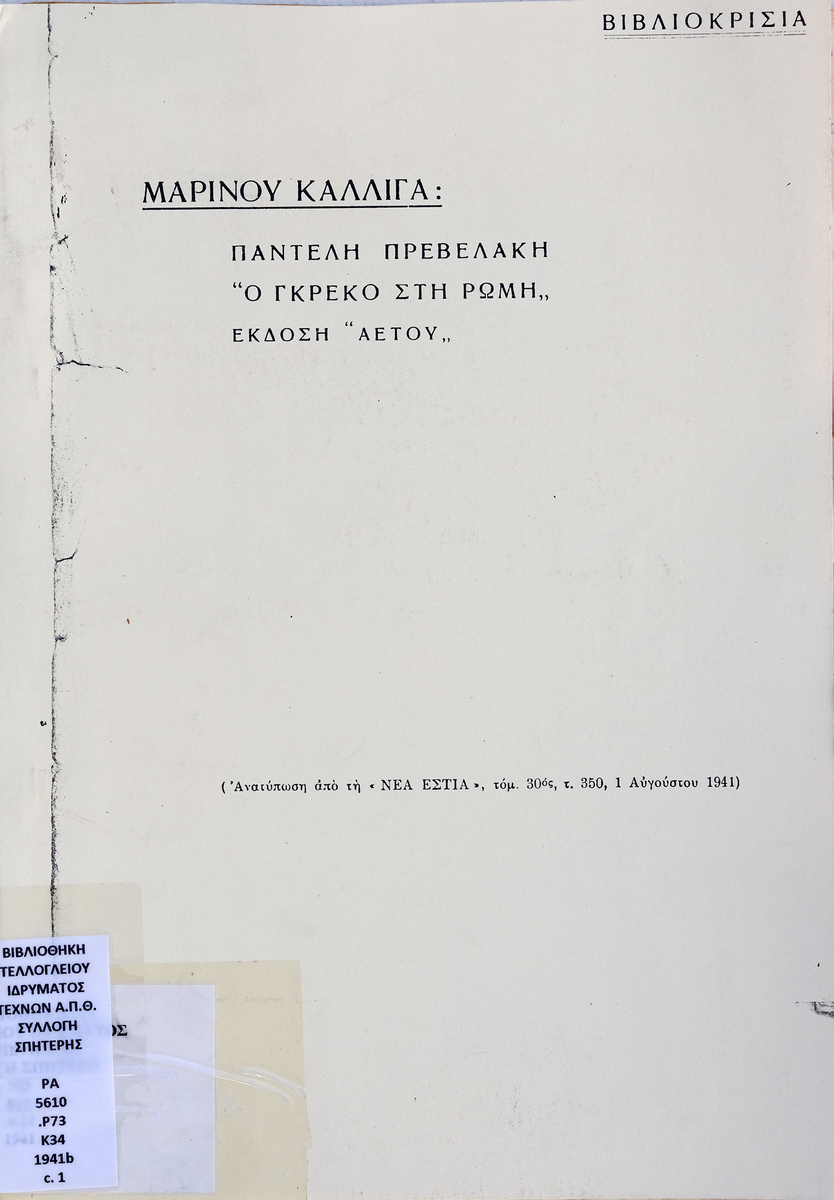 ΒΙΒΛΙΟΚΡΙΣΙΑ
ΜΑΡΙΝΟΥ ΚΑΛΛΙΓΑ:
ΠΑΝΤΕΛΗ ΠΡΕΒΕΛΑΚΗ
“Ο ΓΚΡΕΚΟ ΣΤΗ ΡΩΜΗ„
ΕΚΔΟΣΗ “ΑΕΤΟΥ„
(Ἀνατύπωση ἀπὸ τὴ « ΝΕΑ ΕΣΤΙΑ», τόμ. 30ός, τ. 350, 1 Αὐγούστου 1941)
ΒΙΒΛΙΟΘΗΚΗ
ΤΕΛΛΟΓΛΕΙΟΥ
ΙΔΡΥΜΑΤΟΣ
ΤΕΧΝΩΝ Α.Π.Θ.
ΣΥΛΛΟΓΗ
ΣΠΗΤΕΡΗΣ
PA
5610
.P73
K34
1941b
c. 1